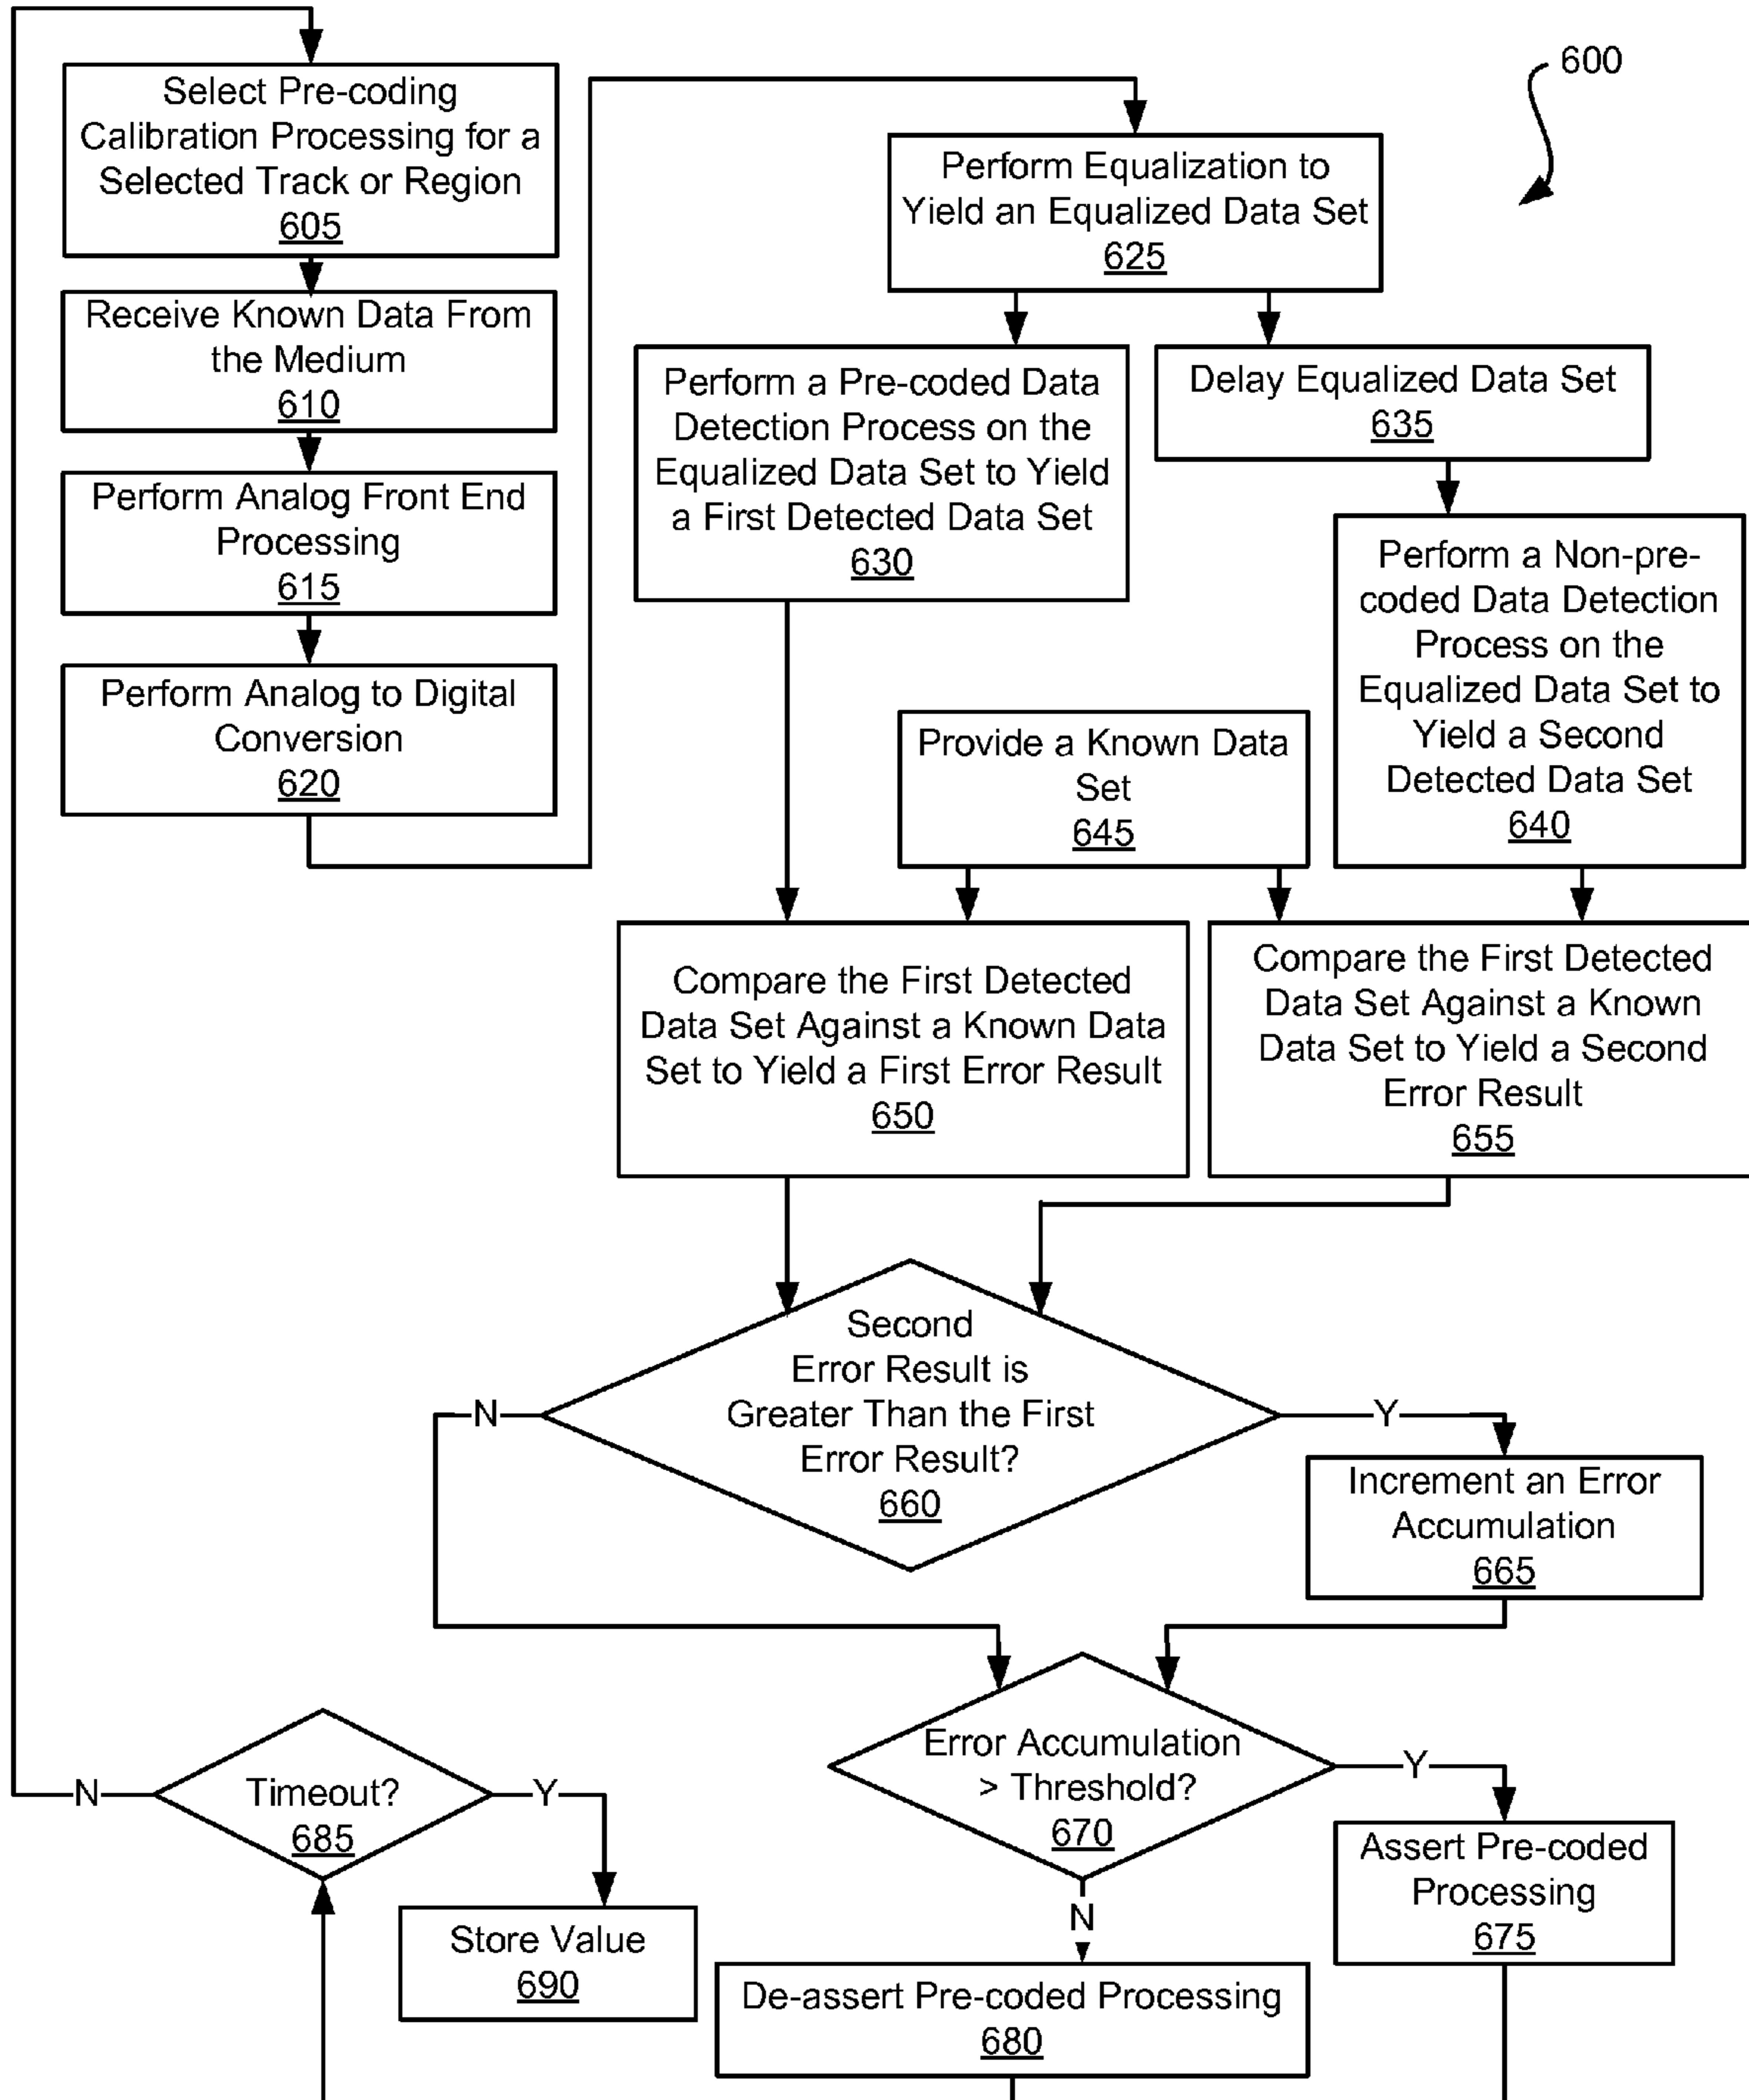 600
Select Pre-coding
Calibration Processing for a
Selected Track or Region
605
Receive Known Data From
the Medium
610
Perform Analog Front End
Processing
615
Perform Analog to Digital
Conversion
620
Perform Equalization to
Yield an Equalized Data Set
625
Perform a Pre-coded Data
Detection Process on the
Equalized Data Set to Yield
a First Detected Data Set
630
Delay Equalized Data Set
635
Perform a Non-pre-
coded Data Detection
Process on the
Equalized Data Set to
Yield a Second
Detected Data Set
640
Provide a Known Data
Set
645
Compare the First Detected
Data Set Against a Known Data
Set to Yield a First Error Result
650
Compare the First Detected
Data Set Against a Known
Data Set to Yield a Second
Error Result
655
Second
Error Result is
Greater Than the First
Error Result?
660
N
Y
Increment an Error
Accumulation
665
Error Accumulation
> Threshold?
670
Y
N
Assert Pre-coded
Processing
675
De-assert Pre-coded Processing
680
Timeout?
685
N
Y
Store Value
690